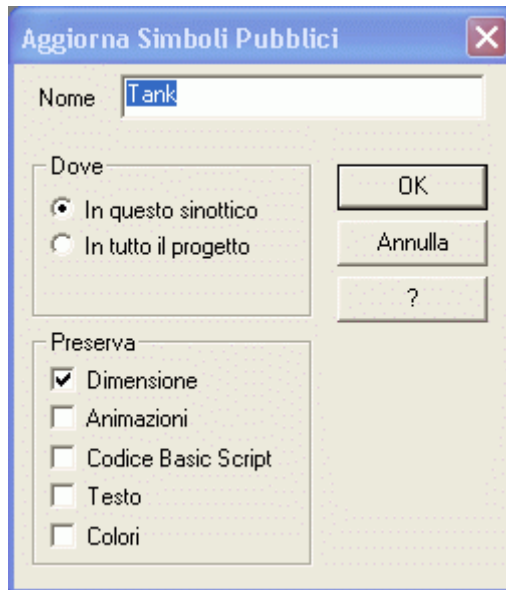 Aggiorna Simboli Pubblici
Nome Tank
Dove
In questo sinottico
In tutto il progetto
OK
Annulla
?
Preserva
Dimensione
Animazioni
Codice Basic Script
Testo
Colori